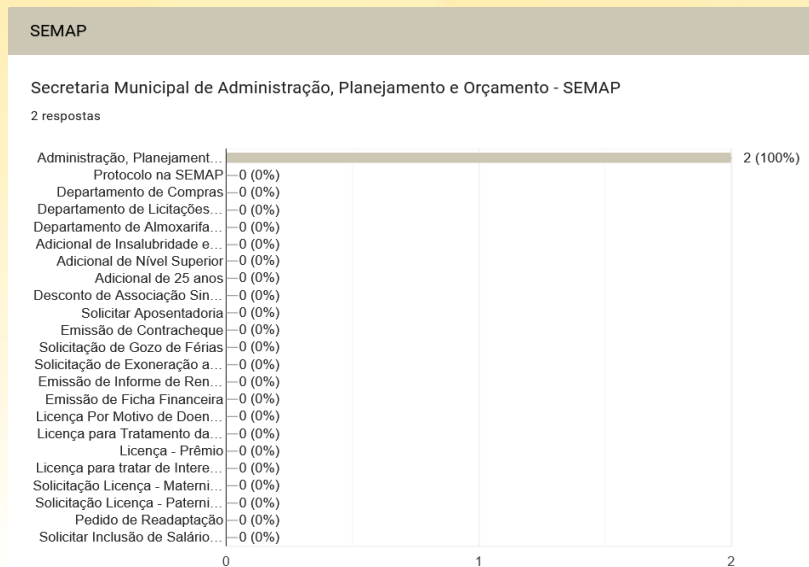 SEMAP
Secretaria Municipal de Administração, Planejamento e Orçamento - SEMAP
2 respostas
Administração, Planejament... 2 (100%)
Protocolo na SEMAP 0 (0%)
Departamento de Compras 0 (0%)
Departamento de Licitações... 0 (0%)
Departamento de Almoxarifa... 0 (0%)
Adicional de Insalubridade e... 0 (0%)
Adicional de Nível Superior 0 (0%)
Adicional de 25 anos 0 (0%)
Desconto de Associação Sin... 0 (0%)
Solicitar Aposentadoria 0 (0%)
Emissão de Contracheque 0 (0%)
Solicitação de Gozo de Férias 0 (0%)
Solicitação de Exoneração a... 0 (0%)
Emissão de Informe de Ren... 0 (0%)
Emissão de Ficha Financeira 0 (0%)
Licença Por Motivo de Doen... 0 (0%)
Licença para Tratamento da... 0 (0%)
Licença - Prêmio 0 (0%)
Licença para tratar de Intere... 0 (0%)
Solicitação Licença - Materni... 0 (0%)
Solicitação Licença - Paterni... 0 (0%)
Pedido de Readaptação 0 (0%)
Solicitar Inclusão de Salário... 0 (0%)
0 1 2